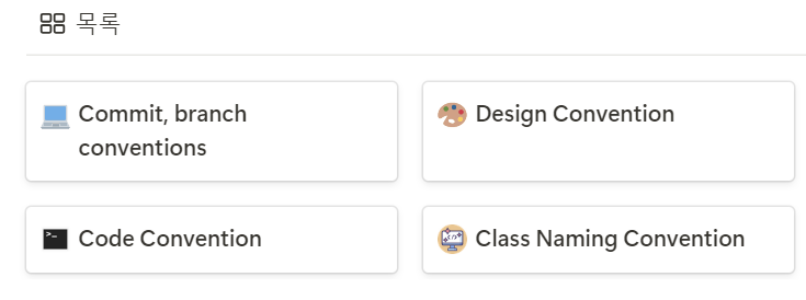 목록
Commit, branch
conventions
Design Convention
Code Convention
Class Naming Convention